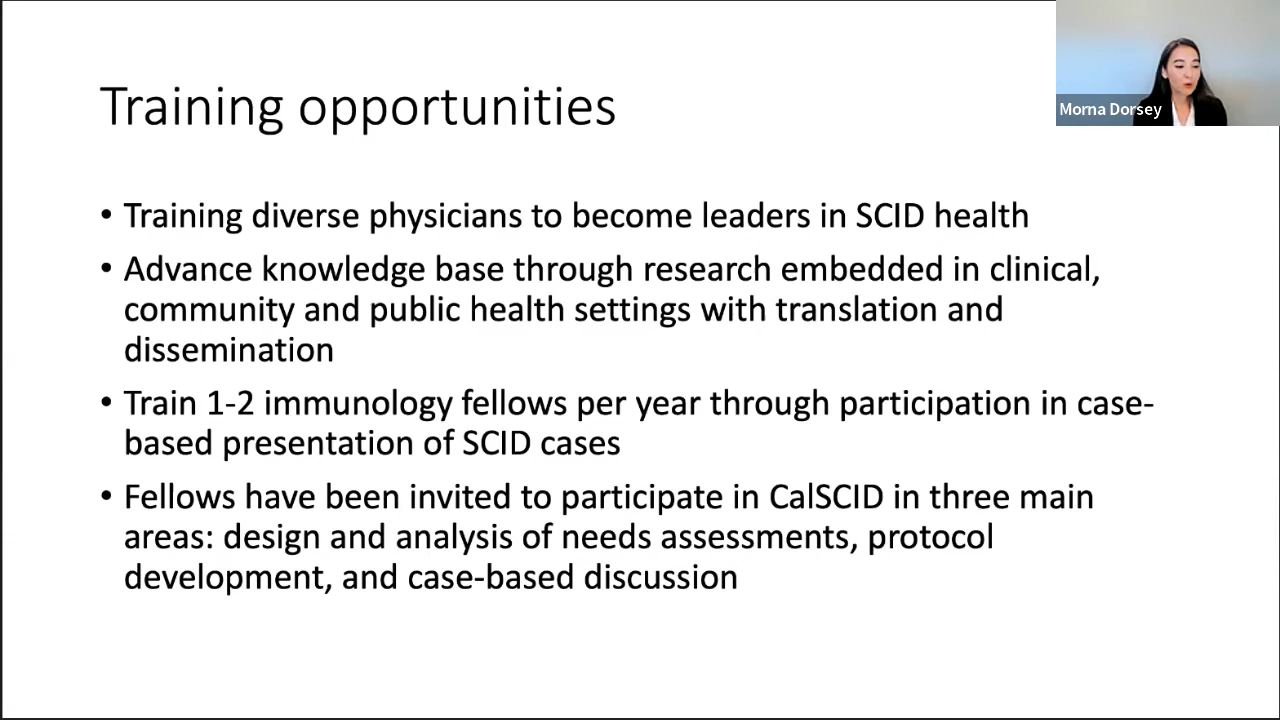 Training opportunities
Morna Dorsey
• Training diverse physicians to become leaders in SCID health
• Advance knowledge base through research embedded in clinical,
community and public health settings with translation and
dissemination
• Train 1-2 immunology fellows per year through participation in case-
based presentation of SCID cases
• Fellows have been invited to participate in CalSCID in three main
areas: design and analysis of needs assessments, protocol
development, and case-based discussion